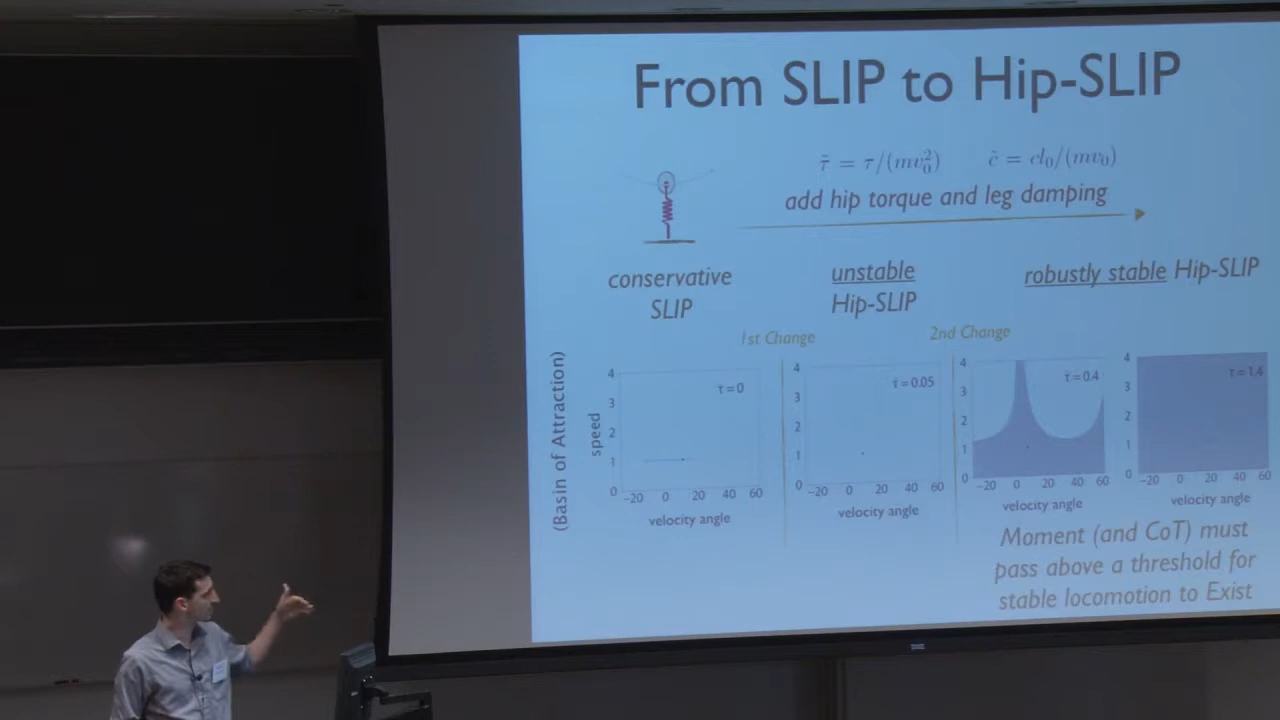 From SLIP to Hip-SLIP
τ̃ = τ/(mv₀²) c̃ = cl₀/(mv₀)
add hip torque and leg damping
conservative
SLIP
unstable
Hip-SLIP
robustly stable Hip-SLIP
1st Change
2nd Change
(Basin of Attraction)
speed
4
3
2
1
0
τ=0
-20 0 20 40 60
velocity angle
4
3
2
1
0
τ=0.05
-20 0 20 40 60
velocity angle
4
3
2
1
0
τ=0.4
-20 0 20 40 60
velocity angle
4
3
2
1
0
τ=1.4
-20 0 20 40 60
velocity angle
Moment (and CoT) must
pass above a threshold for
stable locomotion to Exist